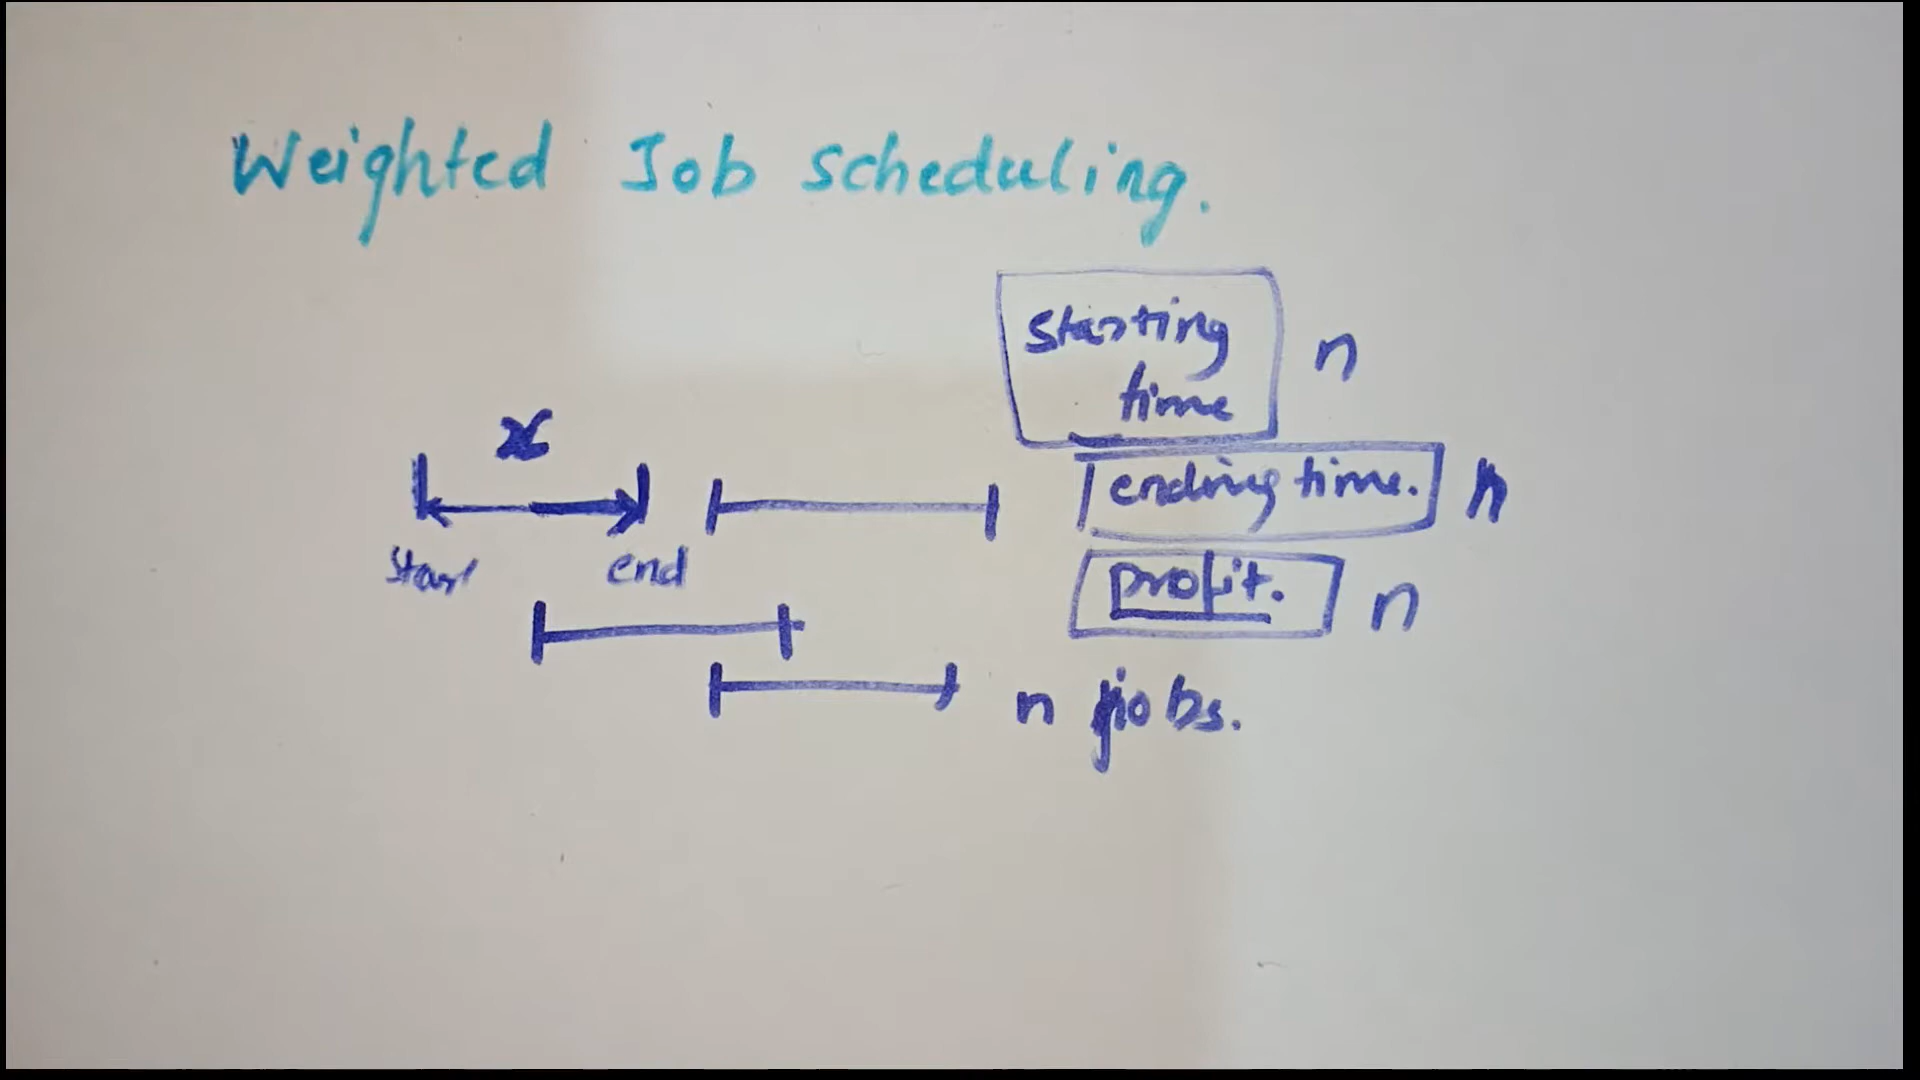 Weighted Job Scheduling.
Starting
time
n
x
ending time.
n
start
end
profit.
n
n jobs.